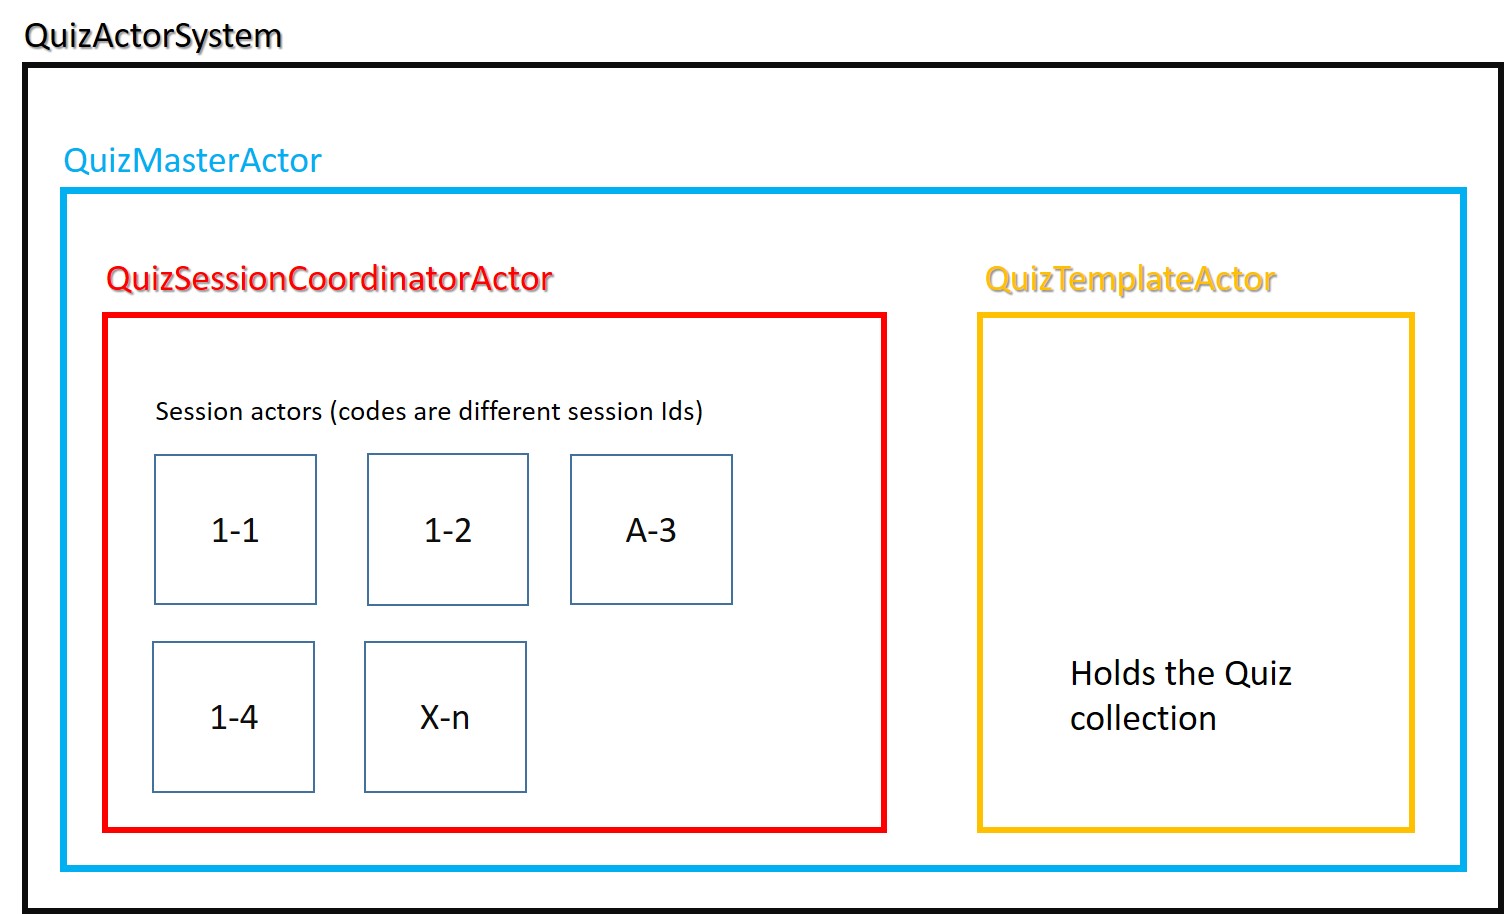 QuizActorSystem
QuizMasterActor
QuizSessionCoordinatorActor
QuizTemplateActor
Session actors (codes are different session Ids)
1-1
1-2
A-3
1-4
X-n
Holds the Quiz
collection